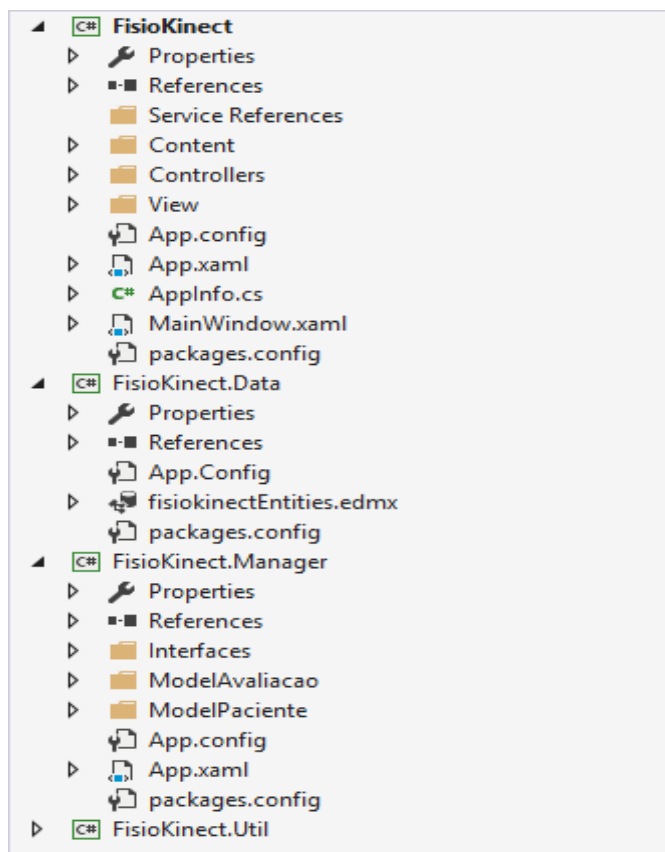 C# FisioKinect
Properties
References
Service References
Content
Controllers
View
App.config
App.xaml
C# AppInfo.cs
MainWindow.xaml
packages.config
C# FisioKinect.Data
Properties
References
App.Config
fisiokinectEntities.edmx
packages.config
C# FisioKinect.Manager
Properties
References
Interfaces
ModelAvaliacao
ModelPaciente
App.config
App.xaml
packages.config
C# FisioKinect.Util